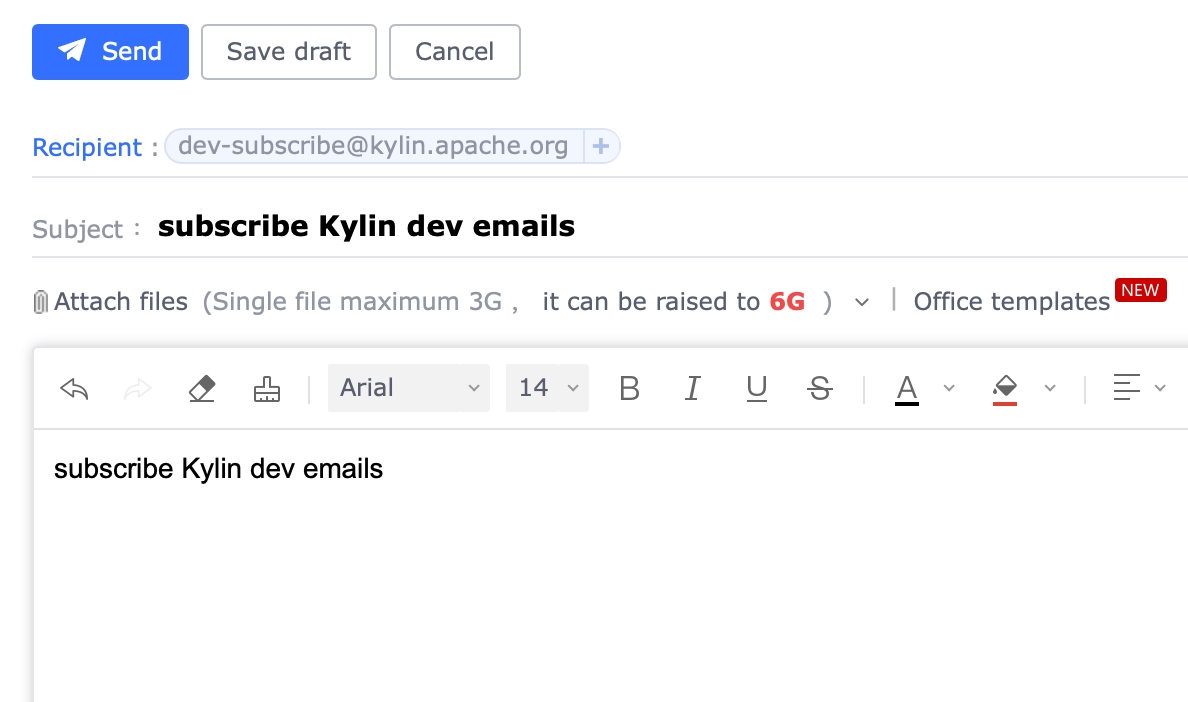 Send Save draft Cancel
Recipient : dev-subscribe@kylin.apache.org +
Subject : subscribe Kylin dev emails
Attach files (Single file maximum 3G , it can be raised to 6G ) | Office templates NEW
Arial 14 B I U S A
subscribe Kylin dev emails